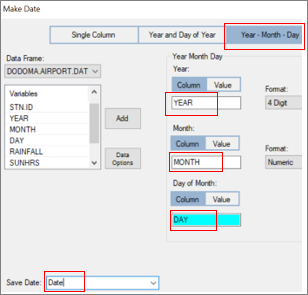 Make Date
Single Column
Year and Day of Year
Year - Month - Day
Data Frame:
DODOMA.AIRPORT.DAT
Variables
STN.ID
YEAR
MONTH
DAY
RAINFALL
SUNHRS
Add
Data Options
Year Month Day
Year:
Column Value
YEAR
Format:
4 Digit
Month:
Column Value
MONTH
Format:
Numeric
Day of Month:
Column Value
DAY
Save Date: Date